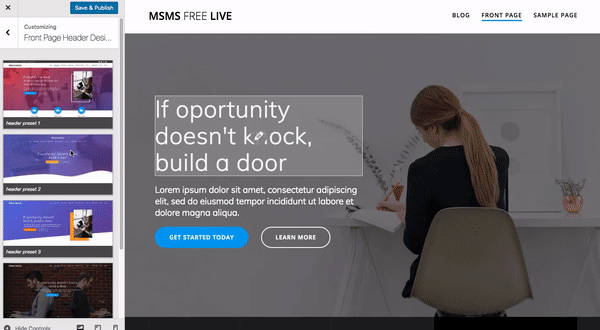 Save & Publish
Customizing
Front Page Header Desi...
header preset 1
header preset 2
header preset 3
Hide Controls
MSMS FREE LIVE
BLOG FRONT PAGE SAMPLE PAGE
If oportunity
doesn't knock,
build a door
Lorem ipsum dolor sit amet, consectetur adipiscing
elit, sed do eiusmod tempor incididunt ut labore et
dolore magna aliqua.
GET STARTED TODAY LEARN MORE